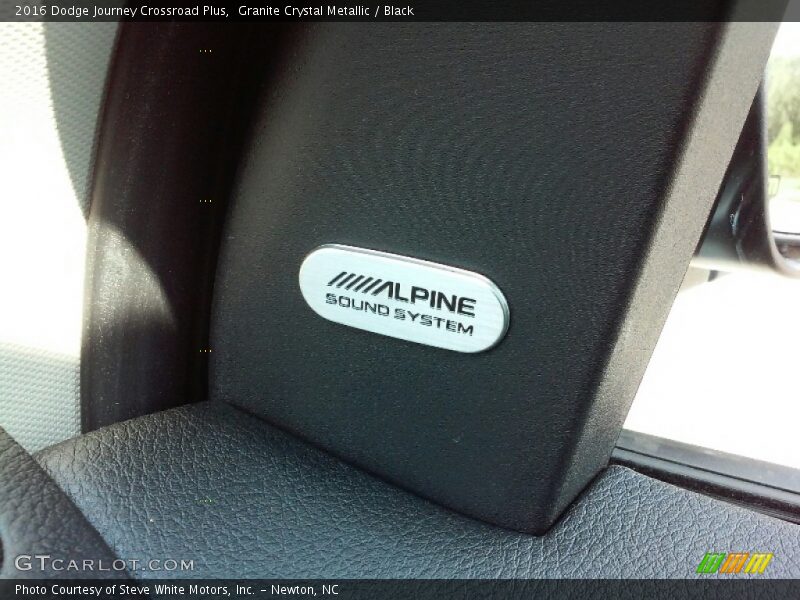 2016 Dodge Journey Crossroad Plus,  Granite Crystal Metallic / Black
ALPINE
SOUND SYSTEM
GTCARLOT.COM
Photo Courtesy of Steve White Motors, Inc. – Newton, NC